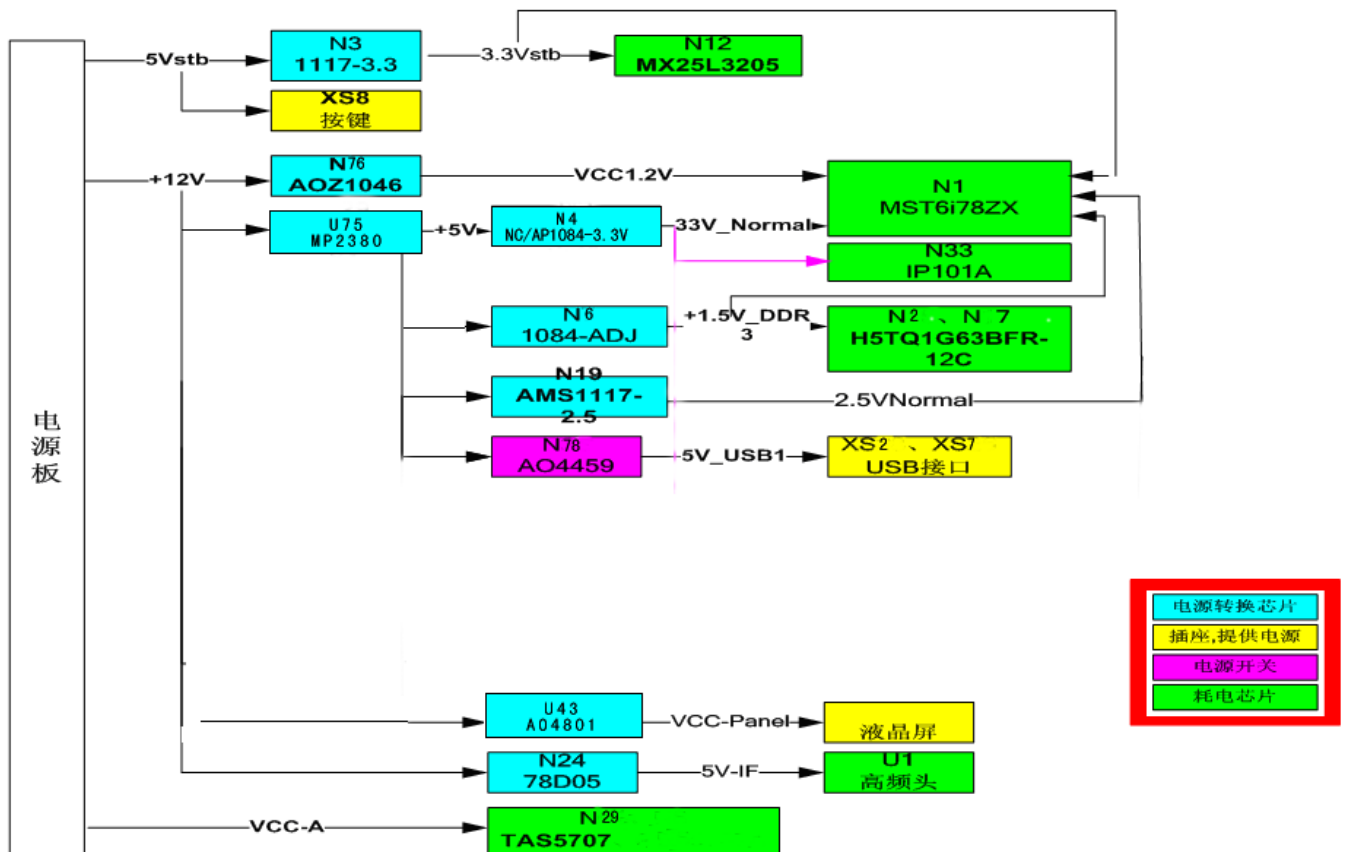 电源板
5Vstb
N3
1117-3.3
3.3Vstb
N12
MX25L3205
XS8
按键
+12V
N76
AOZ1046
VCC1.2V
N1
MST6i78ZX
U75
MP2380
+5V
N4
NC/AP1084-3.3V
33V_Normal
N33
IP101A
N6
1084-ADJ
+1.5V_DDR
3
N2 、N 7
H5TQ1G63BFR-
12C
N19
AMS1117-
2.5
2.5VNormal
N78
AO4459
5V_USB1
XS2 、XS7
USB接口
电源转换芯片
插座,提供电源
电源开关
耗电芯片
U43
A04801
VCC-Panel
液晶屏
N24
78D05
5V-IF
U1
高频头
VCC-A
N29
TAS5707